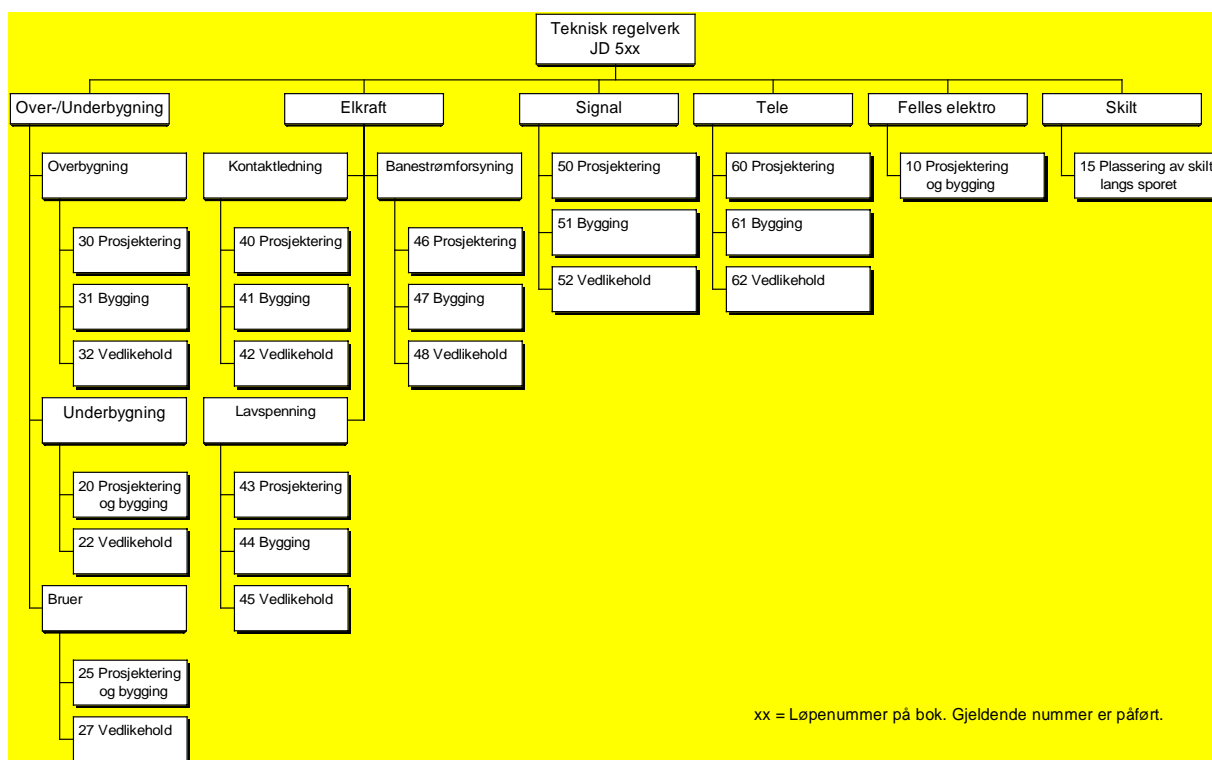 Teknisk regelverk
JD 5xx
Over-/Underbygning
Elkraft
Signal
Tele
Felles elektro
Skilt
Overbygning
Kontaktledning
Banestrømforsyning
50 Prosjektering
60 Prosjektering
10 Prosjektering
og bygging
15 Plassering av skilt
langs sporet
30 Prosjektering
40 Prosjektering
46 Prosjektering
51 Bygging
61 Bygging
31 Bygging
41 Bygging
47 Bygging
52 Vedlikehold
62 Vedlikehold
32 Vedlikehold
42 Vedlikehold
48 Vedlikehold
Underbygning
Lavspenning
20 Prosjektering
og bygging
43 Prosjektering
22 Vedlikehold
44 Bygging
Bruer
45 Vedlikehold
25 Prosjektering
og bygging
27 Vedlikehold
xx = Løpenummer på bok. Gjeldende nummer er påført.